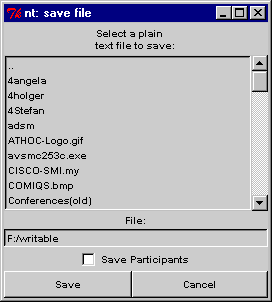 nt: save file
Select a plain
text file to save:
..
4angela
4holger
4Stefan
adsm
ATHOC-Logo.gif
avsmc253c.exe
CISCO-SMI.my
COMIQS.bmp
Conferences(old)
File:
F:/writable
Save Participants
Save Cancel